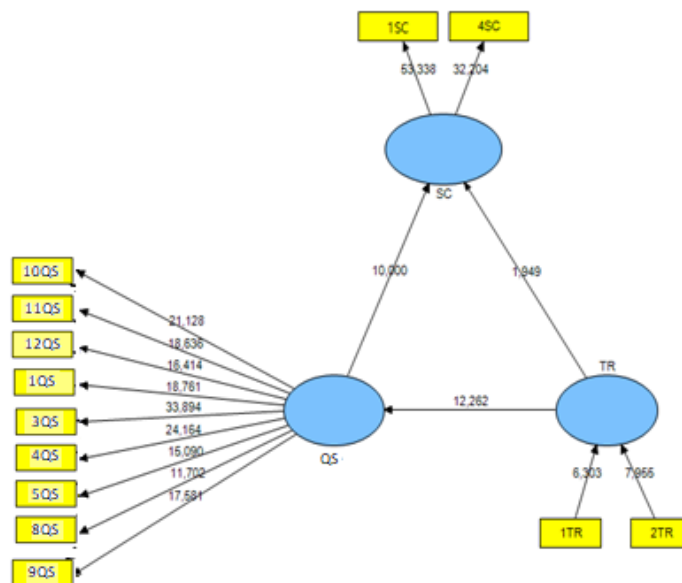 1SC
4SC
53,338
32,204
SC
10,000
1,949
10QS
11QS
12QS
1QS
3QS
4QS
5QS
8QS
9QS
21,128
18,636
16,414
18,761
33,894
24,164
15,090
11,702
17,581
QS
12,262
TR
6,303
7,955
1TR
2TR